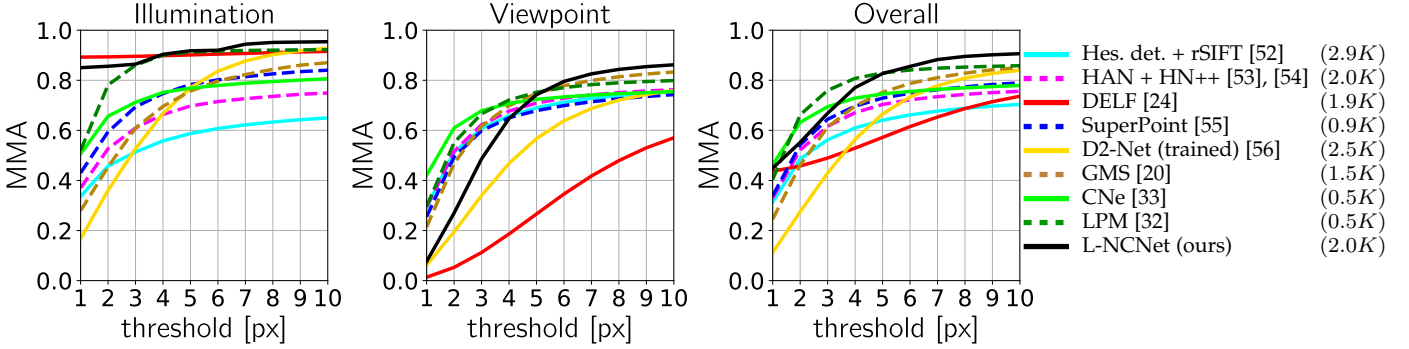 Illumination
Viewpoint
Overall
MMA
1.0
0.8
0.6
0.4
0.2
0.0
1 2 3 4 5 6 7 8 9 10
threshold [px]
MMA
1.0
0.8
0.6
0.4
0.2
0.0
1 2 3 4 5 6 7 8 9 10
threshold [px]
MMA
1.0
0.8
0.6
0.4
0.2
0.0
1 2 3 4 5 6 7 8 9 10
threshold [px]
Hes. det. + rSIFT [52] (2.9K)
HAN + HN++ [53], [54] (2.0K)
DELF [24] (1.9K)
SuperPoint [55] (0.9K)
D2-Net (trained) [56] (2.5K)
GMS [20] (1.5K)
CNe [33] (0.5K)
LPM [32] (0.5K)
L-NCNet (ours) (2.0K)